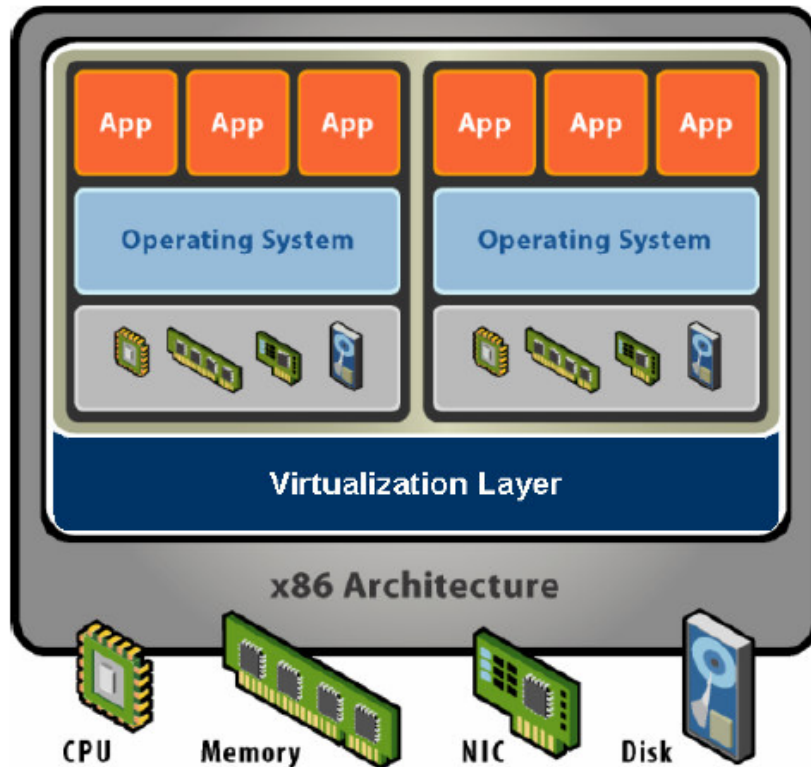 App App App App App App
Operating System Operating System
Virtualization Layer
x86 Architecture
CPU Memory NIC Disk